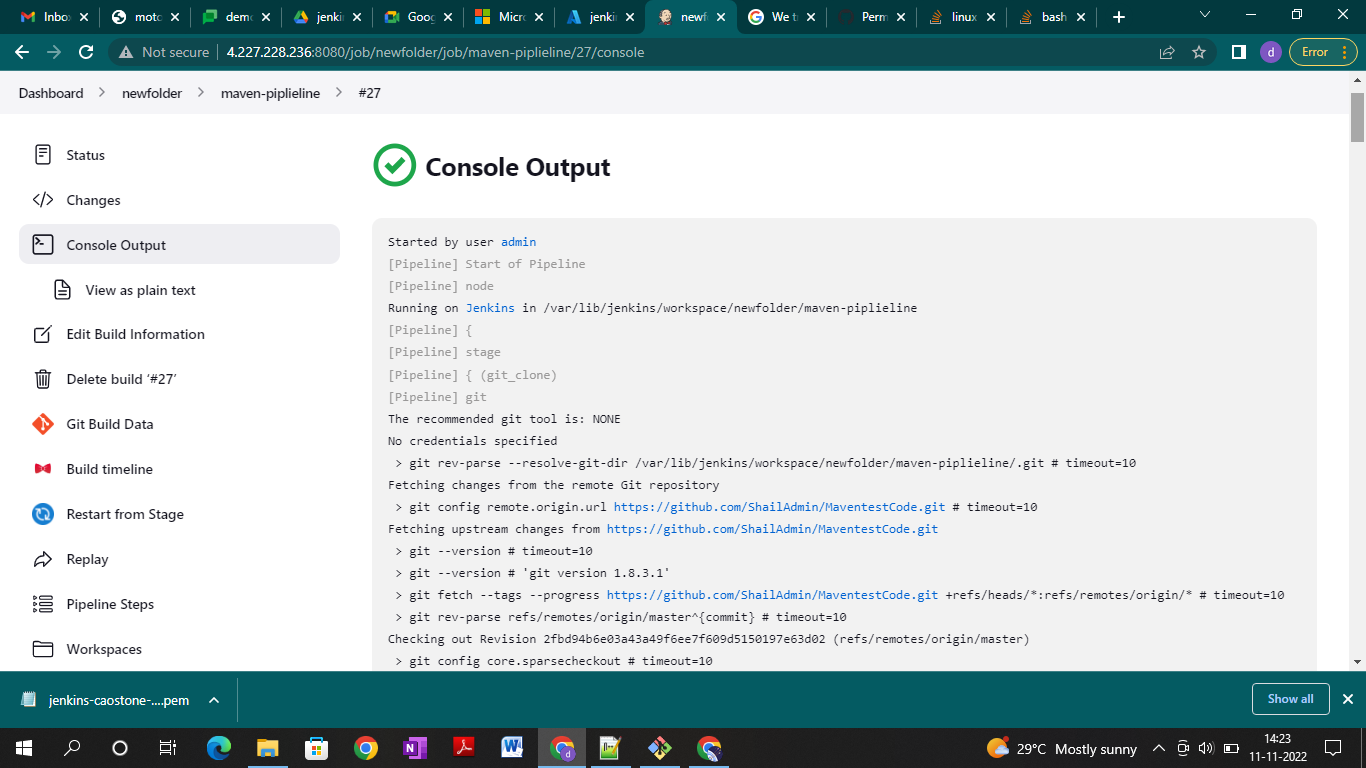 Inbo
moto
demo
jenkin
Goog
Micro
jenkin
newfo
We to
Perm
linux
bash
Not secure
4.227.228.236:8080/job/newfolder/job/maven-piplieline/27/console
d
Error
Dashboard > newfolder > maven-piplieline > #27
Status
Changes
Console Output
View as plain text
Edit Build Information
Delete build ‘#27’
Git Build Data
Build timeline
Restart from Stage
Replay
Pipeline Steps
Workspaces
Console Output
Started by user admin
[Pipeline] Start of Pipeline
[Pipeline] node
Running on Jenkins in /var/lib/jenkins/workspace/newfolder/maven-piplieline
[Pipeline] {
[Pipeline] stage
[Pipeline] { (git_clone)
[Pipeline] git
The recommended git tool is: NONE
No credentials specified
> git rev-parse --resolve-git-dir /var/lib/jenkins/workspace/newfolder/maven-piplieline/.git # timeout=10
Fetching changes from the remote Git repository
> git config remote.origin.url https://github.com/ShailAdmin/MaventestCode.git # timeout=10
Fetching upstream changes from https://github.com/ShailAdmin/MaventestCode.git
> git --version # timeout=10
> git --version # 'git version 1.8.3.1'
> git fetch --tags --progress https://github.com/ShailAdmin/MaventestCode.git +refs/heads/*:refs/remotes/origin/* # timeout=10
> git rev-parse refs/remotes/origin/master^{commit} # timeout=10
Checking out Revision 2fbd94b6e03a43a49f6ee7f609d5150197e63d02 (refs/remotes/origin/master)
> git config core.sparsecheckout # timeout=10
jenkins-caostone-....pem
Show all
29°C Mostly sunny
14:23
11-11-2022